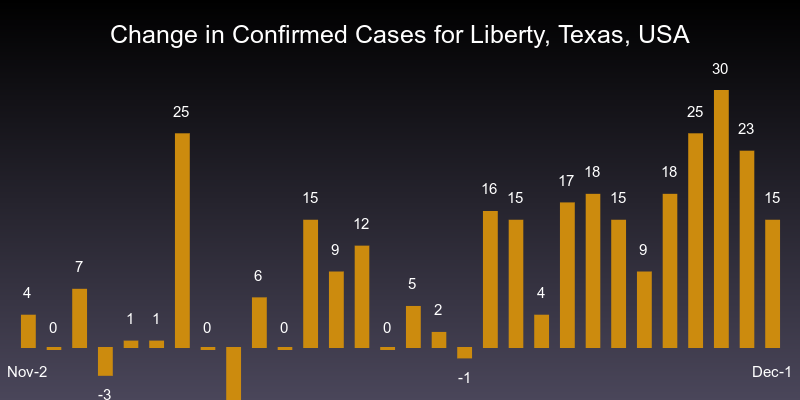 Change in Confirmed Cases for Liberty, Texas, USA
4 0 7 -3 1 1 25 0 6 0 15 9 12 0 5 2 -1 16 15 4 17 18 15 9 18 25 30 23 15
Nov-2 Dec-1